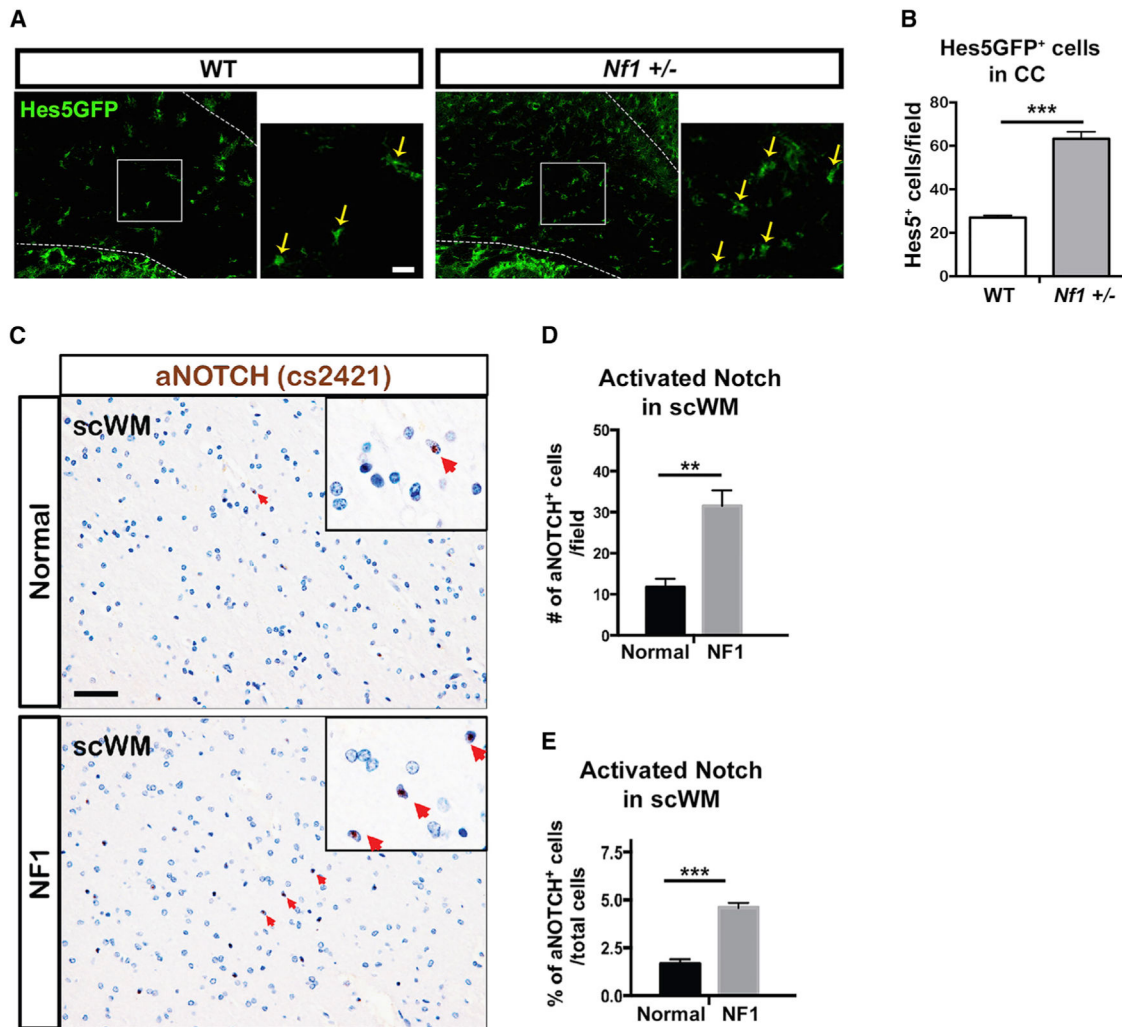 A
WT
Nf1 +/-
Hes5GFP
B
Hes5GFP+ cells
in CC
***
Hes5+ cells/field
80
60
40
20
0
WT
Nf1 +/-
C
aNOTCH (cs2421)
Normal
scWM
NF1
scWM
D
Activated Notch
in scWM
**
# of aNOTCH+ cells
/field
50
40
30
20
10
0
Normal
NF1
E
Activated Notch
in scWM
***
% of aNOTCH+ cells
/total cells
7.5
5.0
2.5
0.0
Normal
NF1